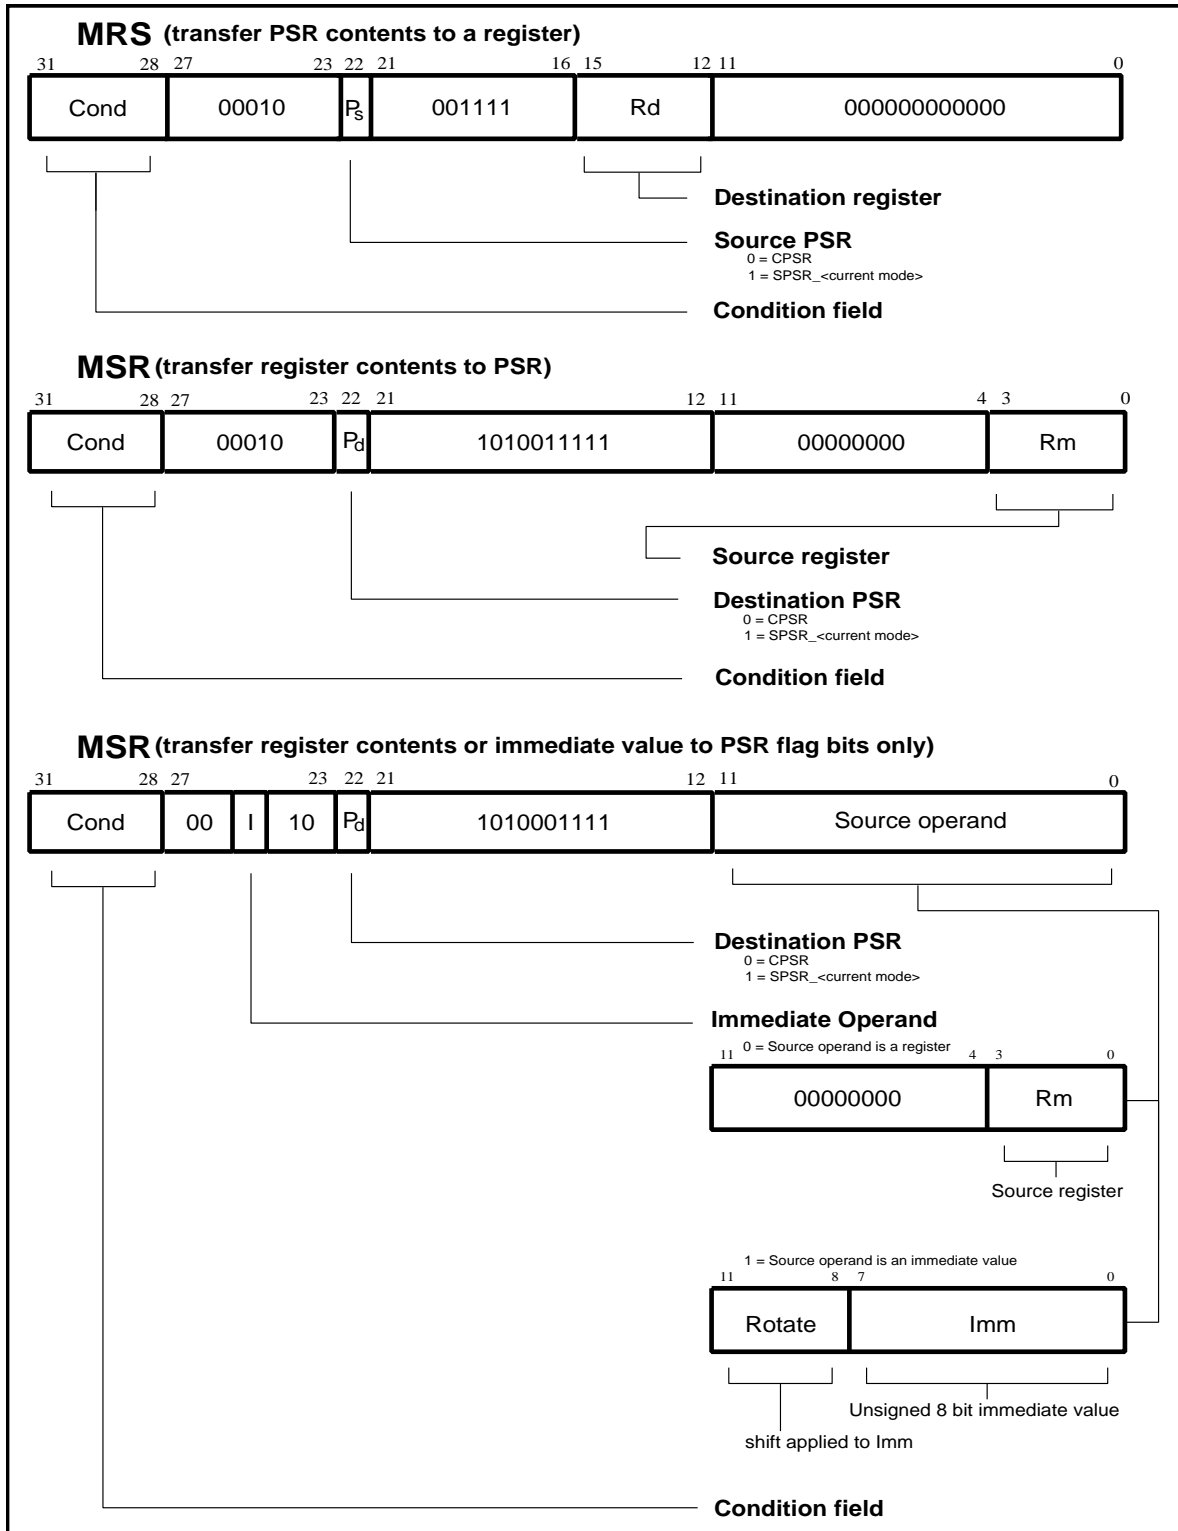 MRS (transfer PSR contents to a register)
31 28 27 23 22 21 16 15 12 11 0
Cond 00010 Ps 001111 Rd 000000000000
Destination register
Source PSR
0 = CPSR
1 = SPSR_<current mode>
Condition field
MSR (transfer register contents to PSR)
31 28 27 23 22 21 12 11 4 3 0
Cond 00010 Pd 1010011111 00000000 Rm
Source register
Destination PSR
0 = CPSR
1 = SPSR_<current mode>
Condition field
MSR (transfer register contents or immediate value to PSR flag bits only)
31 28 27 23 22 21 12 11 0
Cond 00 I 10 Pd 1010001111 Source operand
Destination PSR
0 = CPSR
1 = SPSR_<current mode>
Immediate Operand
0 = Source operand is a register
11 4 3 0
00000000 Rm
Source register
1 = Source operand is an immediate value
11 8 7 0
Rotate Imm
Unsigned 8 bit immediate value
shift applied to Imm
Condition field